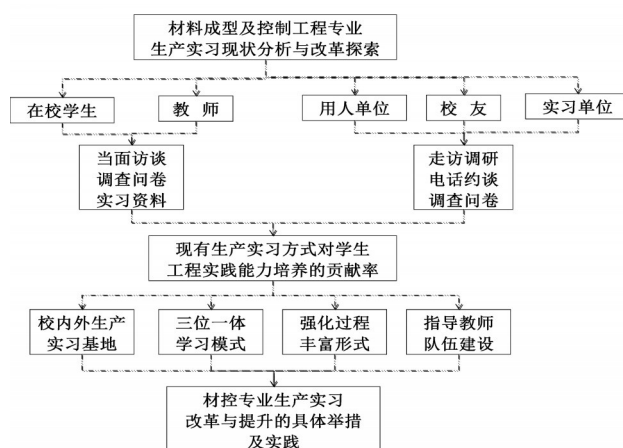 材料成型及控制工程专业
生产实习现状分析与改革探索
在校学生
教 师
用人单位
校 友
实习单位
当面访谈
调查问卷
实习资料
走访调研
电话约谈
调查问卷
现有生产实习方式对学生
工程实践能力培养的贡献率
校内外生产
实习基地
三位一体
学习模式
强化过程
丰富形式
指导教师
队伍建设
材控专业生产实习
改革与提升的具体举措
及实践